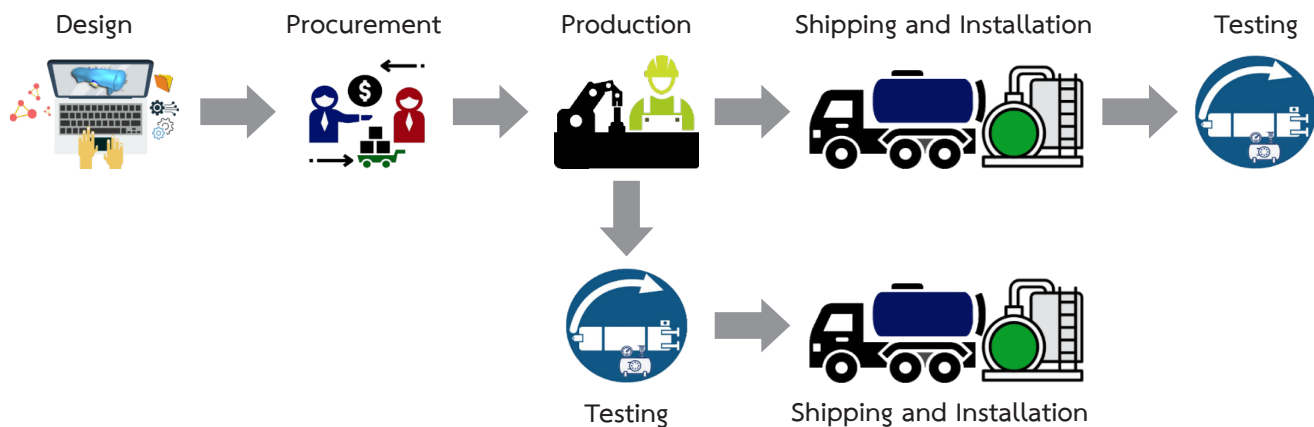 Design
Procurement
Production
Shipping and Installation
Testing
$
Testing
Shipping and Installation